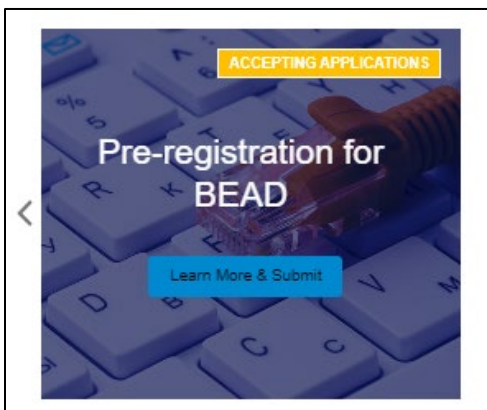 ACCEPTING APPLICATIONS
Pre-registration for
BEAD
Learn More & Submit